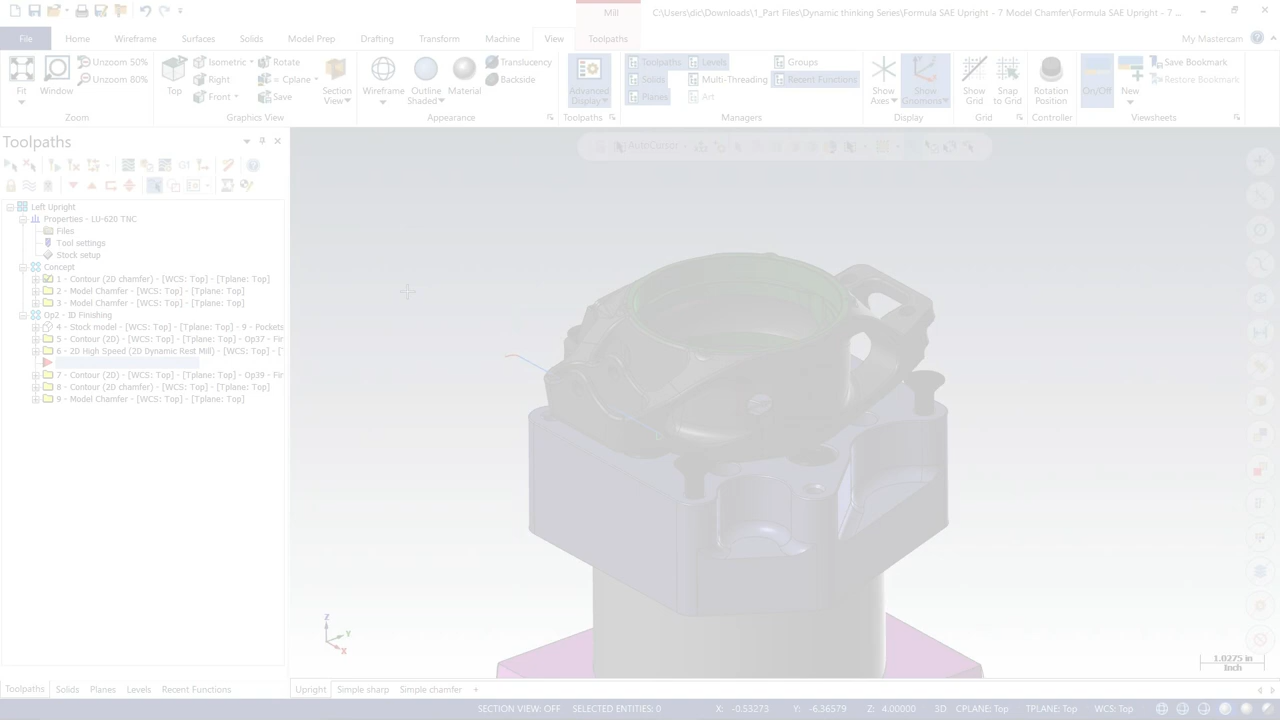 Mill
C:\Users\dic\Downloads\1_Part Files\Dynamic thinking Series\Formula SAE Upright - 7 Model Chamfer\Formula SAE Upright - 7 ...
File Home Wireframe Surfaces Solids Model Prep Drafting Transform Machine View Toolpaths My Mastercam
Unzoom 50% Isometric Rotate Translucency Toolpaths Levels Groups Save Bookmark
Unzoom 80% Right = Cplane Backside Solids Multi-Threading Recent Functions Restore Bookmark
Front Save Planes Art
Fit Window Top Section View Wireframe Outline Shaded Material Advanced Display Show Axes Show Gnomons Show Grid Snap to Grid Rotation Position On/Off New
Zoom Graphics View Appearance Toolpaths Managers Display Grid Controller Viewsheets
Toolpaths
AutoCursor
G1
Left Upright
Properties - LU-620 TNC
Files
Tool settings
Stock setup
Concept
1 - Contour (2D chamfer) - [WCS: Top] - [Tplane: Top]
2 - Model Chamfer - [WCS: Top] - [Tplane: Top]
3 - Model Chamfer - [WCS: Top] - [Tplane: Top]
Op2 - ID Finishing
4 - Stock model - [WCS: Top] - [Tplane: Top] - 9 - Pockets
5 - Contour (2D) - [WCS: Top] - [Tplane: Top] - Op37 - Fir
6 - 2D High Speed (2D Dynamic Rest Mill) - [WCS: Top] - [
7 - Contour (2D) - [WCS: Top] - [Tplane: Top] - Op39 - Fir
8 - Contour (2D chamfer) - [WCS: Top] - [Tplane: Top]
9 - Model Chamfer - [WCS: Top] - [Tplane: Top]
Z
Y
X
1.0275 in
Inch
Toolpaths Solids Planes Levels Recent Functions Upright Simple sharp Simple chamfer +
SECTION VIEW: OFF SELECTED ENTITIES: 0 X: -0.53273 Y: -6.36579 Z: 4.00000 3D CPLANE: Top TPLANE: Top WCS: Top